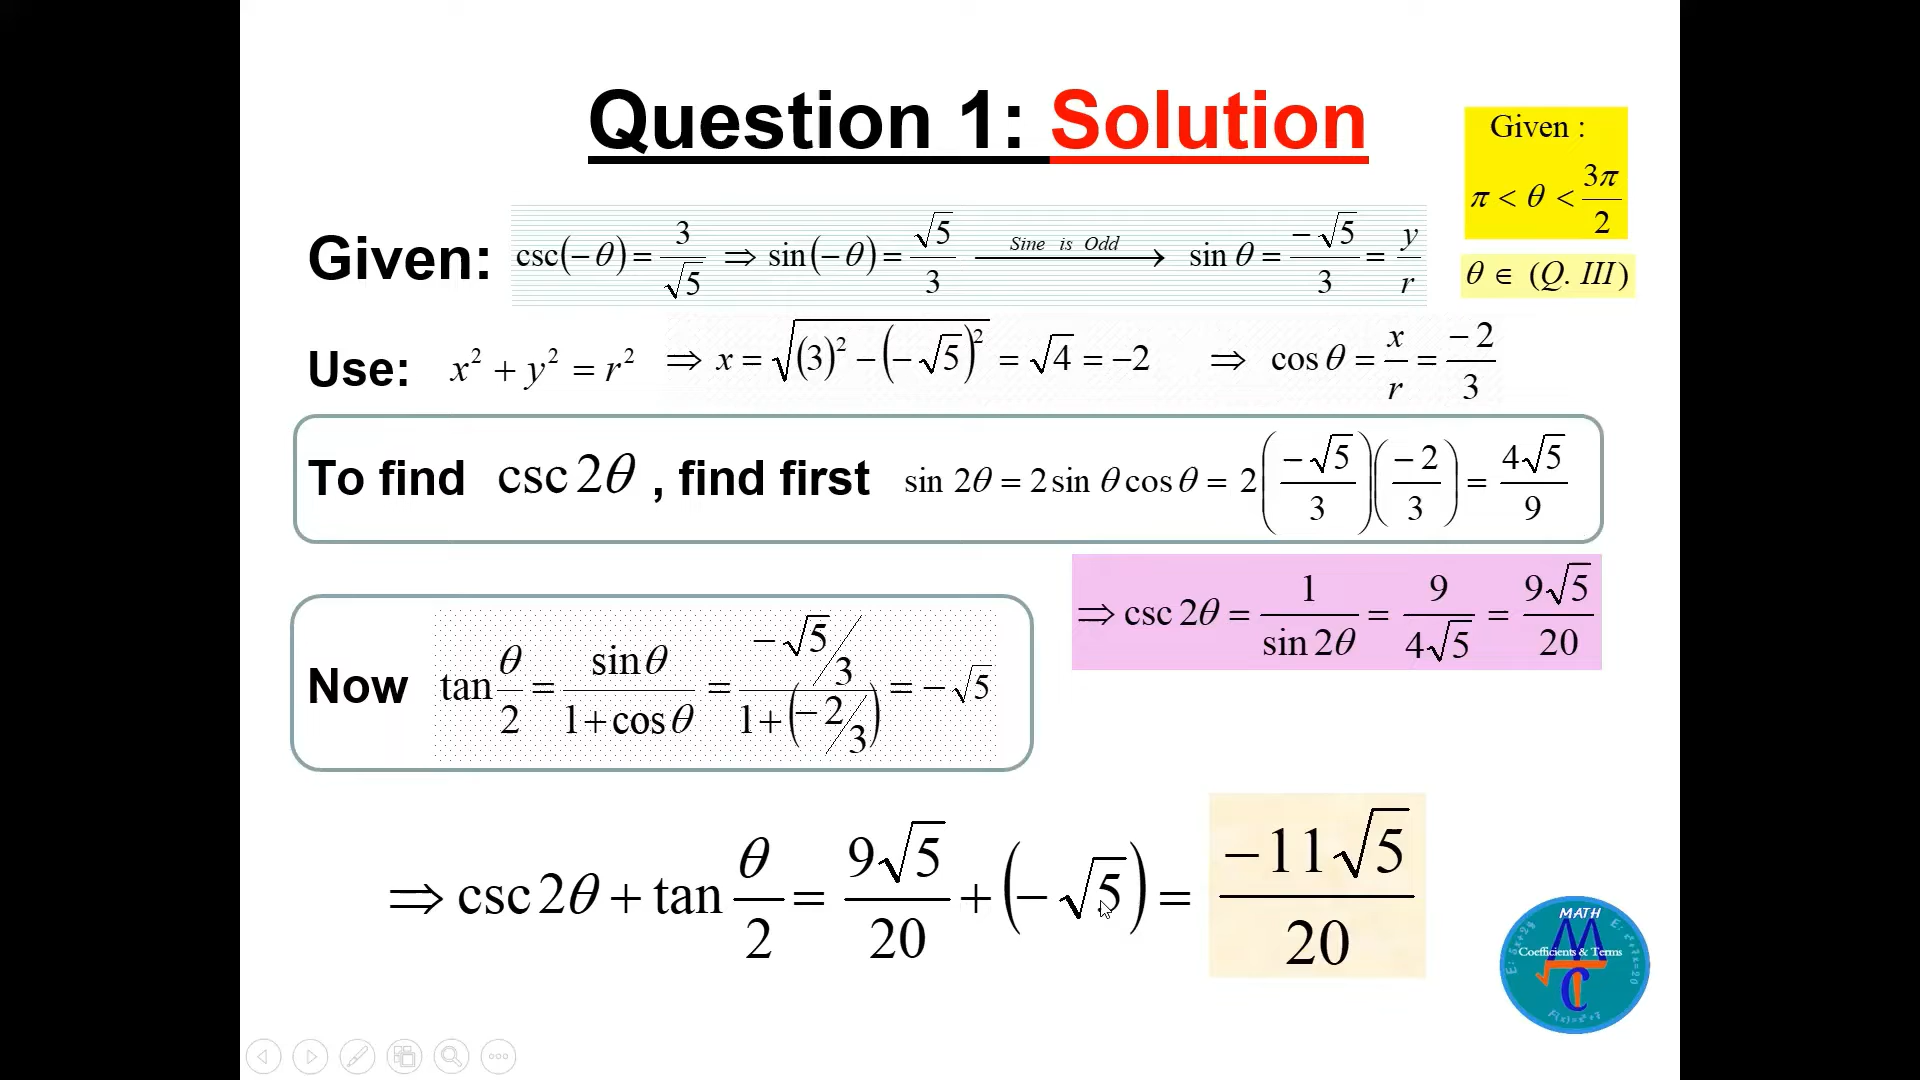 Question 1: Solution
Given :
π < θ < 3π/2
θ ∈ (Q. III)
Given: csc(−θ) = 3/√5 ⇒ sin(−θ) = √5/3 Sine is Odd → sin θ = −√5/3 = y/r
Use: x² + y² = r² ⇒ x = √((3)² − (−√5)²) = √4 = −2 ⇒ cos θ = x/r = −2/3
To find csc 2θ , find first sin 2θ = 2 sin θ cos θ = 2(−√5/3)(−2/3) = 4√5/9
⇒ csc 2θ = 1/sin 2θ = 9/4√5 = 9√5/20
Now tan θ/2 = sin θ/(1 + cos θ) = (−√5/3)/(1 + (−2/3)) = −√5
⇒ csc 2θ + tan θ/2 = 9√5/20 + (−√5) = −11√5/20
MATH
Coefficients & Terms